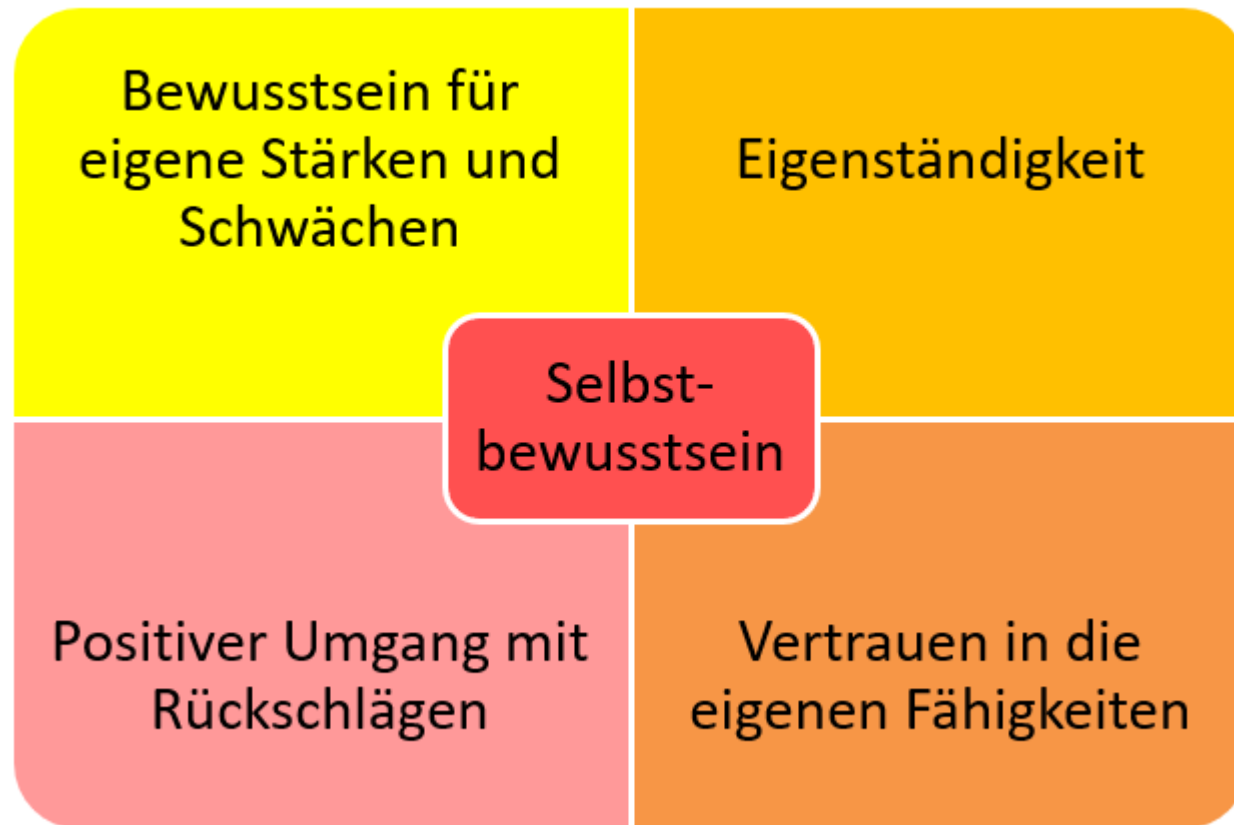 Bewusstsein für
eigene Stärken und
Schwächen
Eigenständigkeit
Selbst-
bewusstsein
Positiver Umgang mit
Rückschlägen
Vertrauen in die
eigenen Fähigkeiten